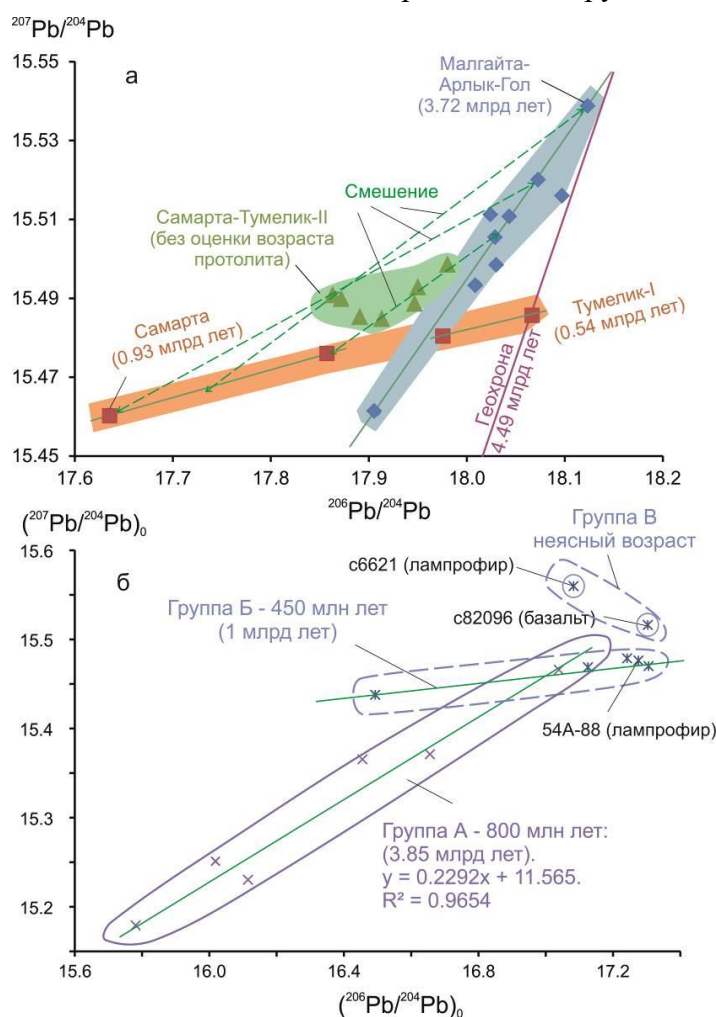 ²⁰⁷Pb/²⁰⁴Pb
а
15.55
15.53
15.51
15.49
15.47
15.45
17.6
17.7
17.8
17.9
18.0
18.1
18.2
²⁰⁶Pb/²⁰⁴Pb
Малгайта-
Арлык-Гол
(3.72 млрд лет)
Смешение
Самарта-Тумелик-II
(без оценки возраста
протолита)
Самарта
(0.93 млрд лет)
Тумелик-I
(0.54 млрд лет)
Геохрона
4.49 млрд лет
(²⁰⁷Pb/²⁰⁴Pb)₀
б
15.6
15.5
15.4
15.3
15.2
15.6
16.0
16.4
16.8
17.2
(²⁰⁶Pb/²⁰⁴Pb)₀
Группа В
неясный возраст
с6621 (лампрофир)
с82096 (базальт)
Группа Б - 450 млн лет
(1 млрд лет)
54А-88 (лампрофир)
Группа А - 800 млн лет:
(3.85 млрд лет).
y = 0.2292x + 11.565.
R² = 0.9654